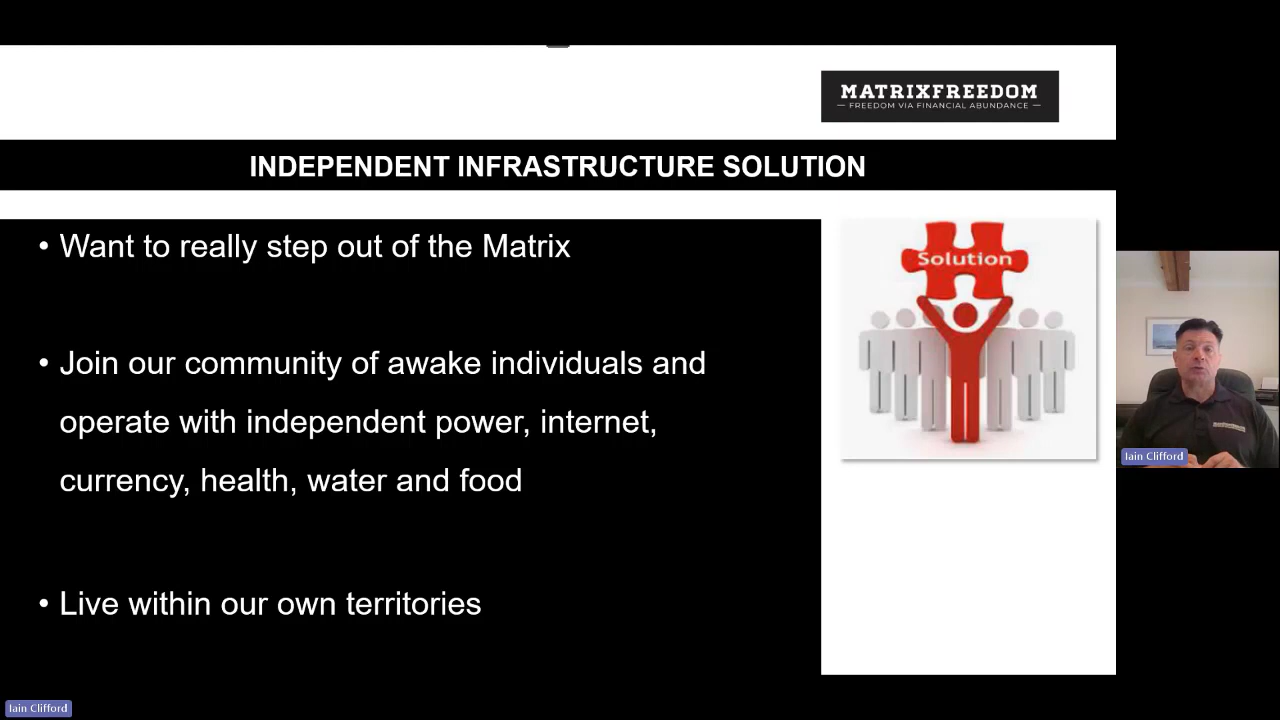 MATRIXFREEDOM
— FREEDOM VIA FINANCIAL ABUNDANCE —
INDEPENDENT INFRASTRUCTURE SOLUTION
• Want to really step out of the Matrix
Solution
• Join our community of awake individuals and
operate with independent power, internet,
currency, health, water and food
• Live within our own territories
Iain Clifford
Iain Clifford